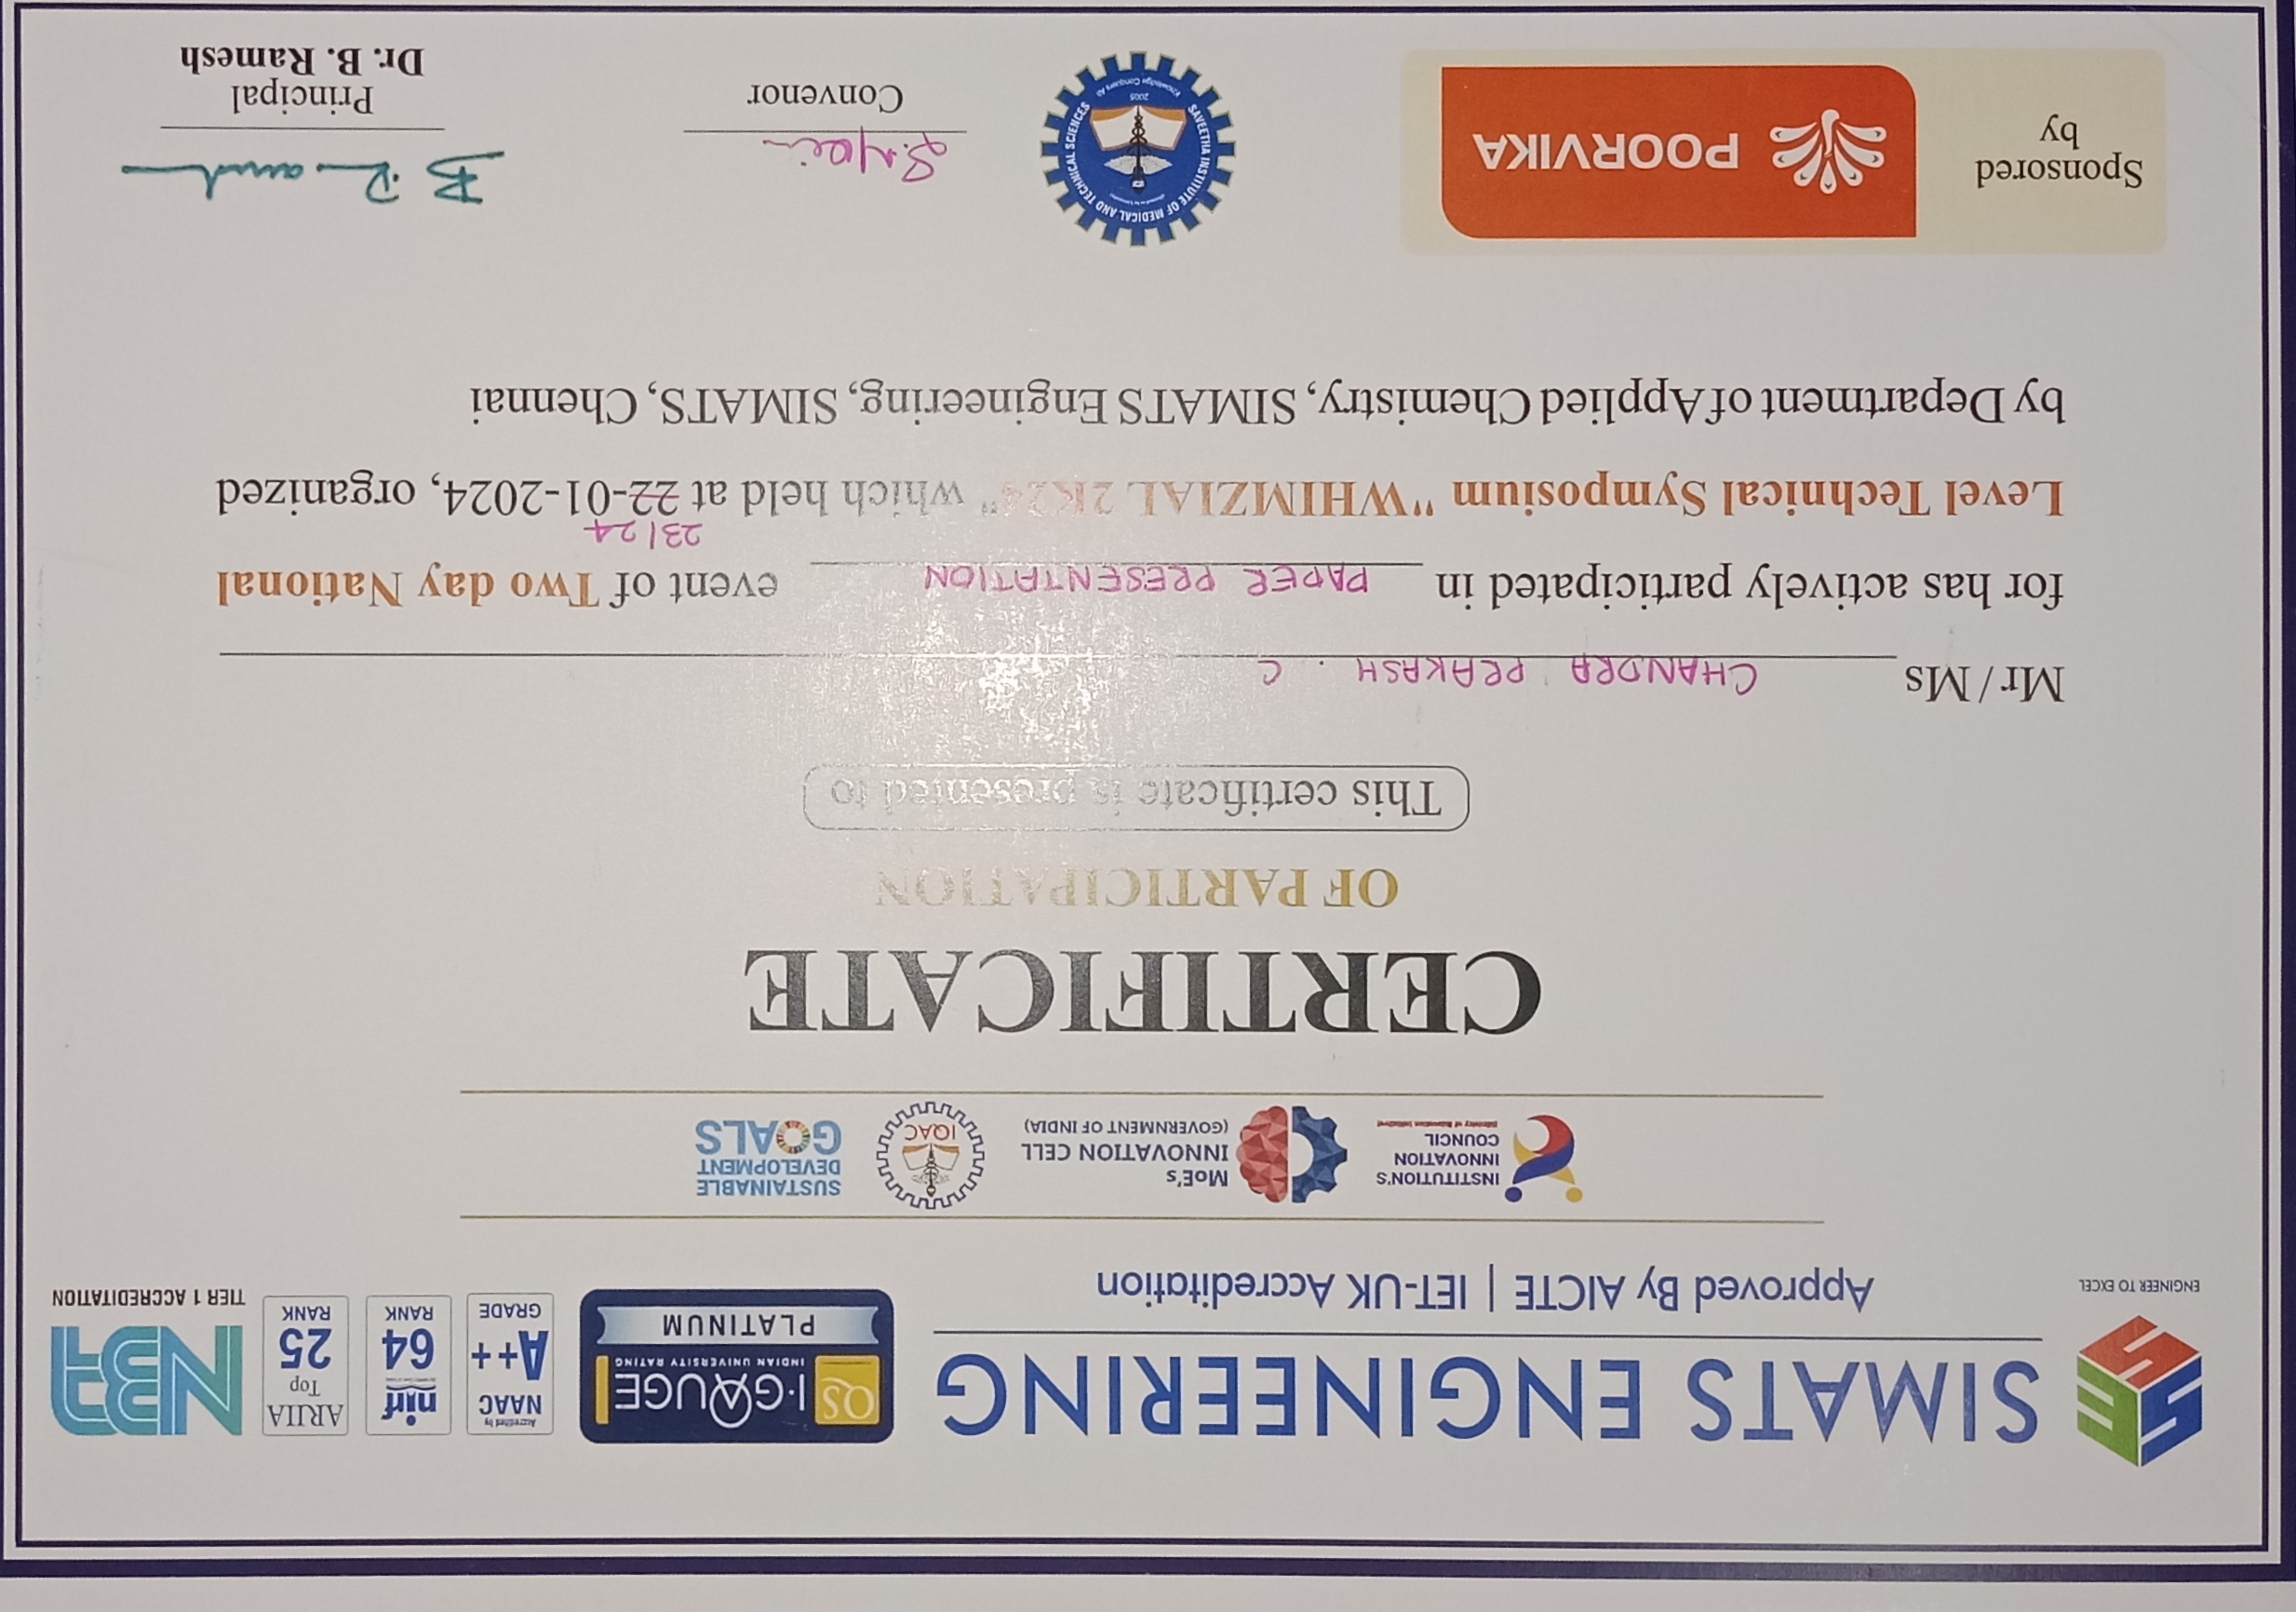 SIMATS ENGINEERING
Approved By AICTE | IET-UK Accreditation
ENGINEER TO EXCEL
QS I·GAUGE
INDIAN UNIVERSITY RATING
PLATINUM
Accredited by
NAAC
A++
GRADE
nirf
64
RANK
ARIIA
Top
25
RANK
NBA
TIER 1 ACCREDITATION
INSTITUTION'S
INNOVATION
COUNCIL
(Ministry of Education Initiative)
MoE's
INNOVATION CELL
(GOVERNMENT OF INDIA)
IQAC
SUSTAINABLE
DEVELOPMENT
GOALS
CERTIFICATE
OF PARTICIPATION
This certificate is presented to
Mr / Ms CHANDRA PRAKASH . C
for has actively participated in PAPER PRESENTATION event of Two day National
23/24
Level Technical Symposium "WHIMZIAL 2K24" which held at 22-01-2024, organized
by Department of Applied Chemistry, SIMATS Engineering, SIMATS, Chennai
Sponsored
by
POORVIKA
SAVEETHA INSTITUTE OF MEDICAL AND TECHNICAL SCIENCES
2005
Knowledge Conquers All
Convenor
Principal
Dr. B. Ramesh